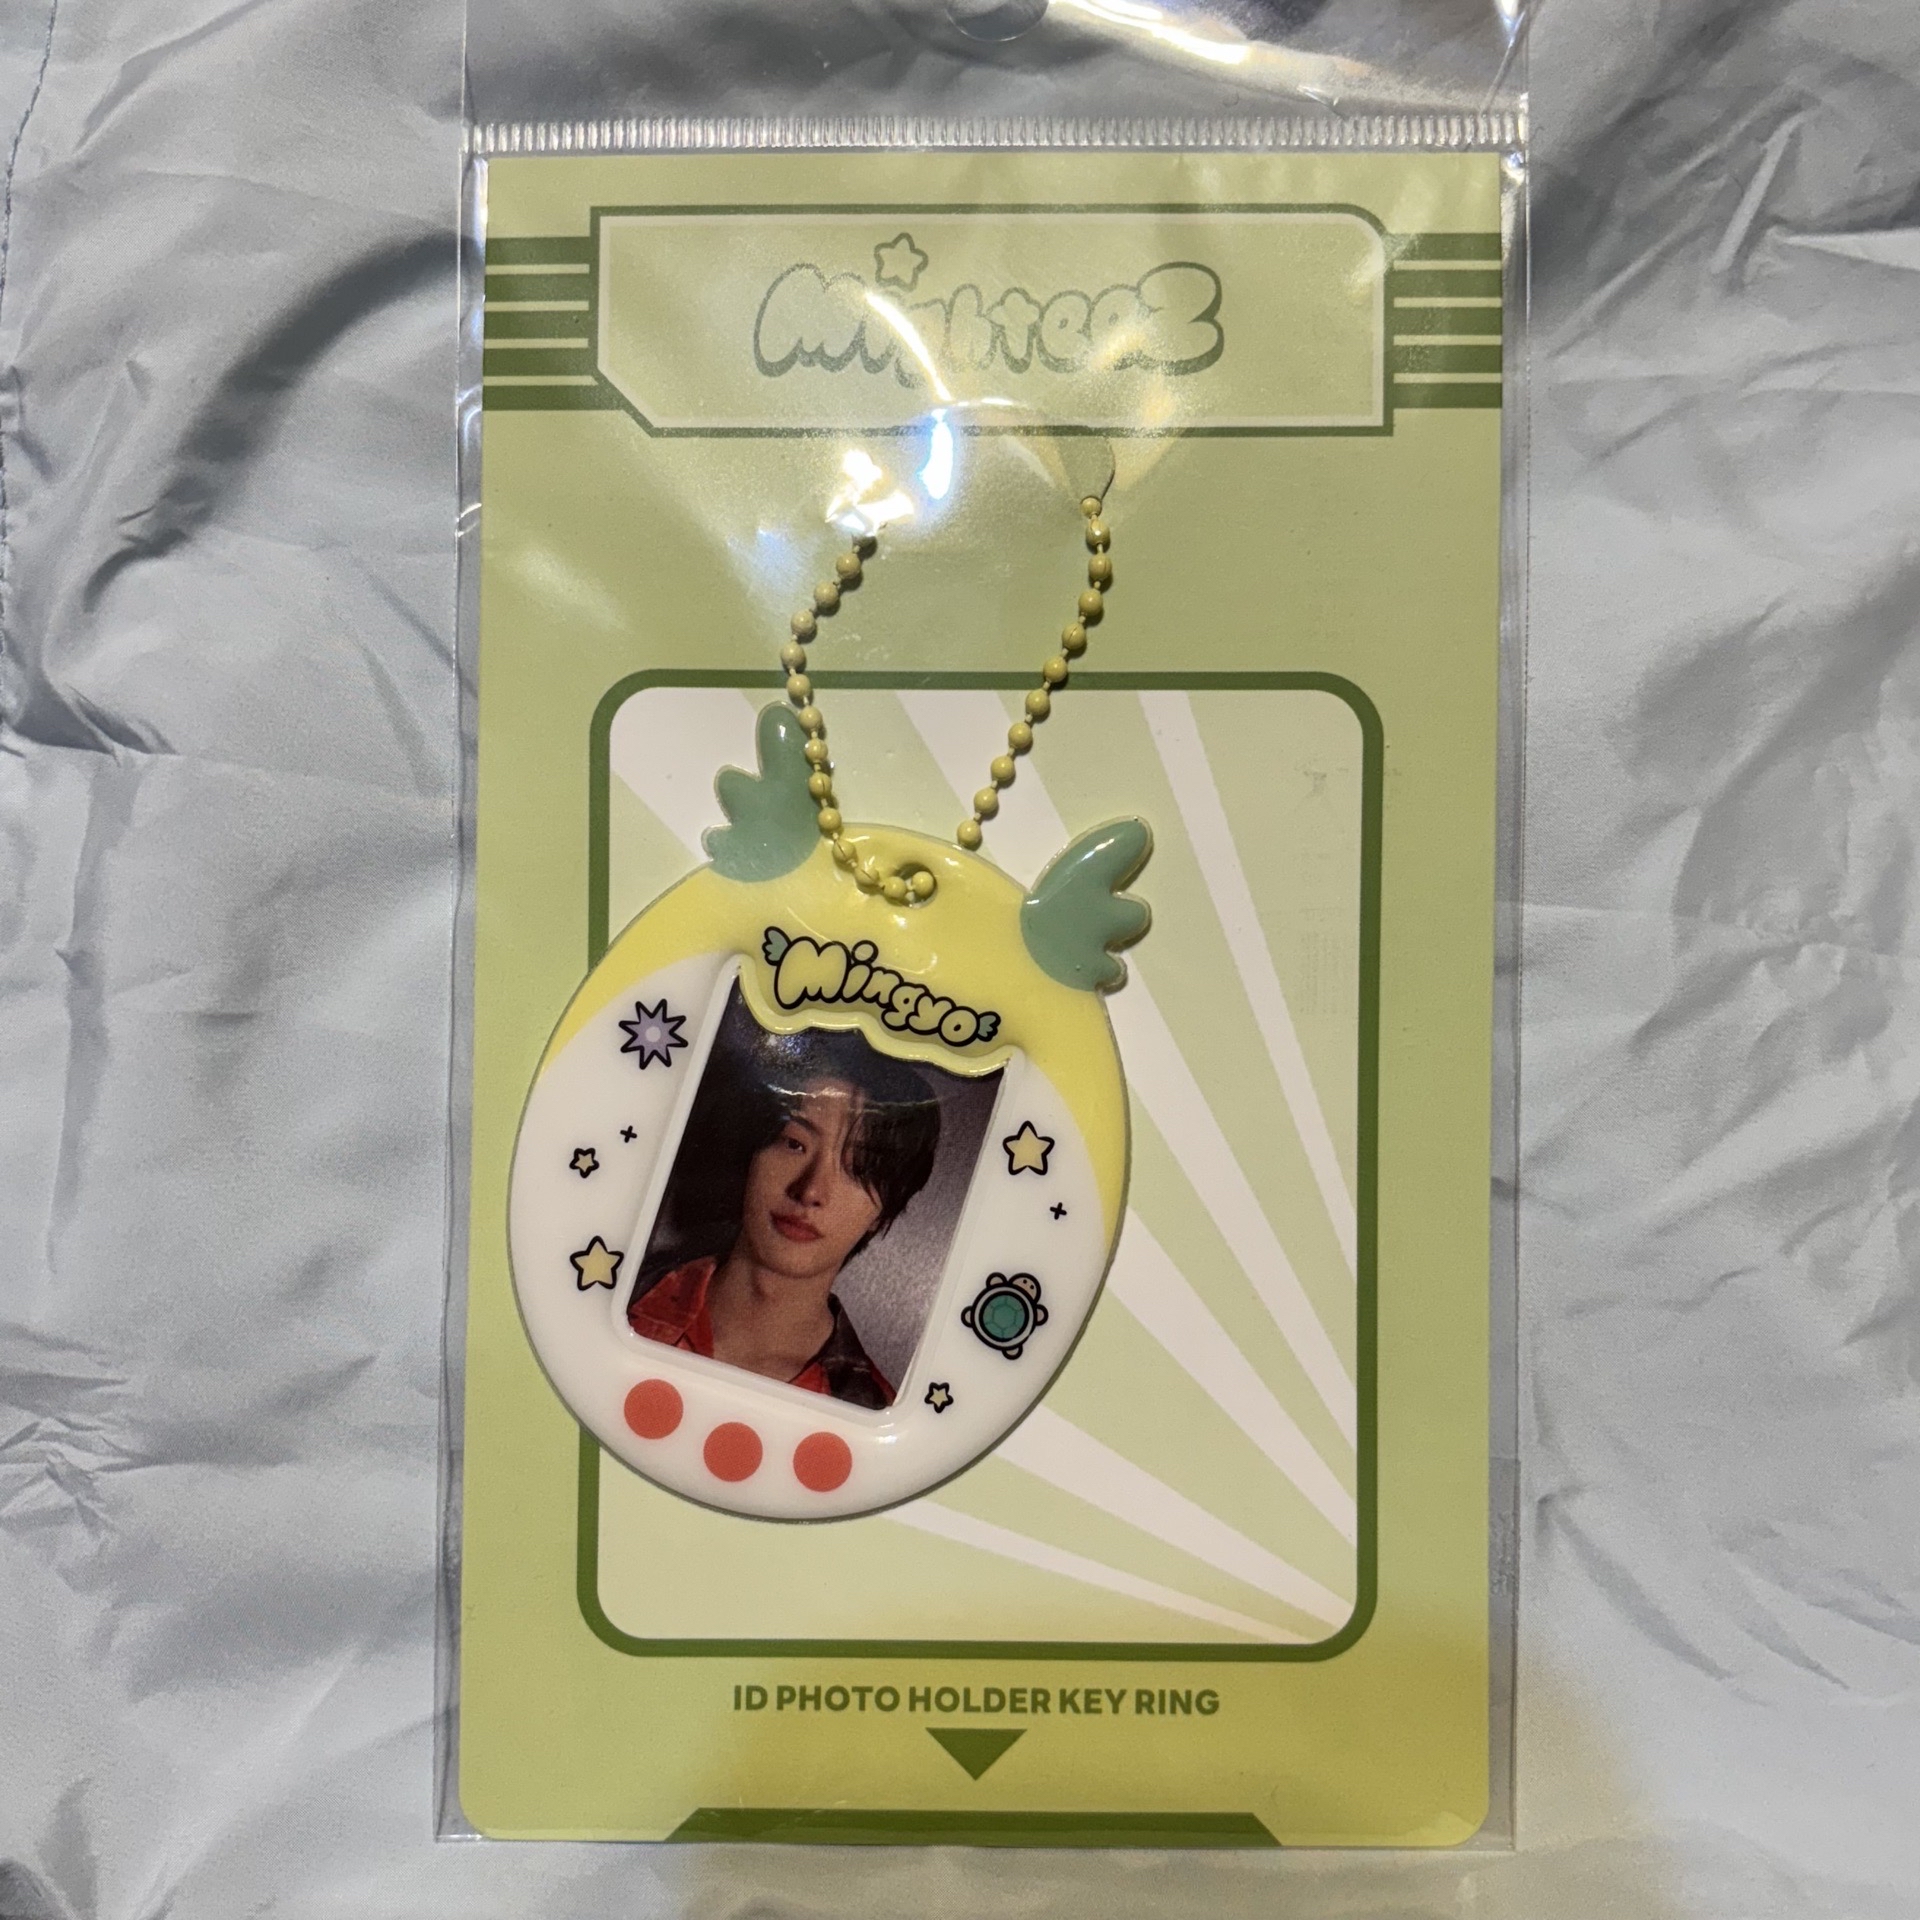 Mighteez
Mingyo
ID PHOTO HOLDER KEY RING